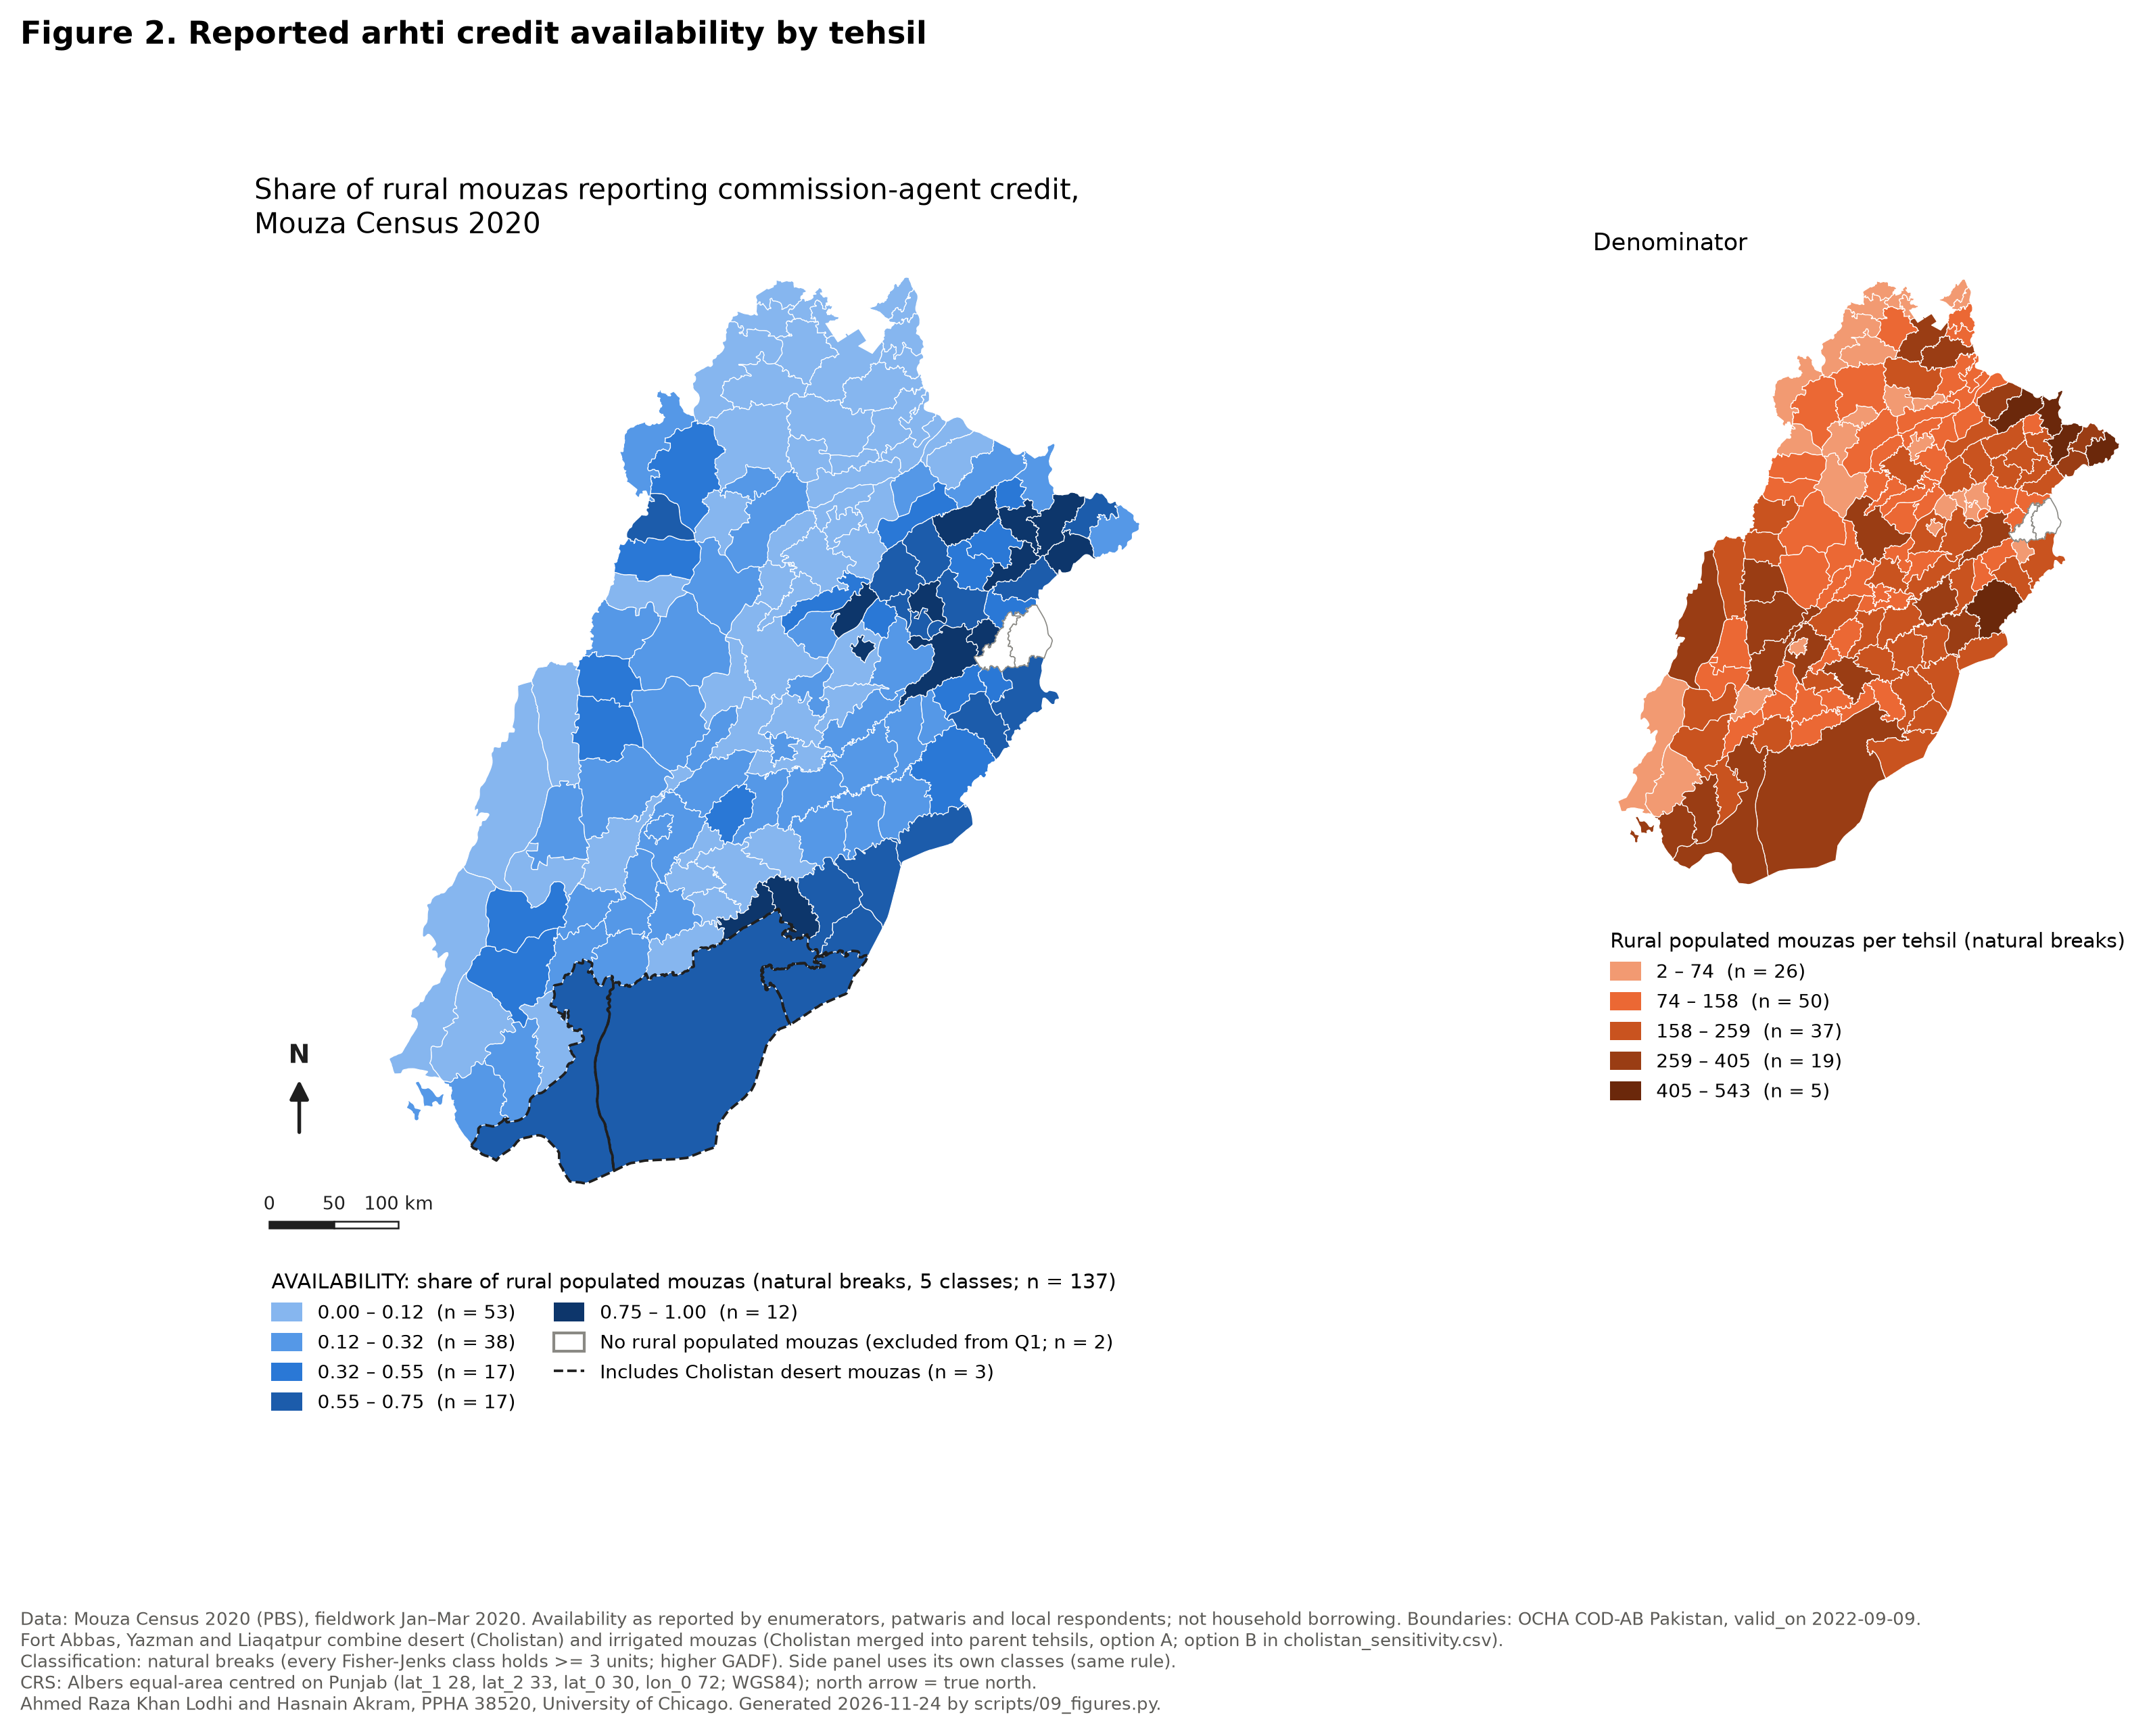 Figure 2. Reported arhti credit availability by tehsil
Share of rural mouzas reporting commission-agent credit,
Mouza Census 2020
Denominator
N
0 50 100 km
AVAILABILITY: share of rural populated mouzas (natural breaks, 5 classes; n = 137)
0.00 – 0.12 (n = 53)
0.12 – 0.32 (n = 38)
0.32 – 0.55 (n = 17)
0.55 – 0.75 (n = 17)
0.75 – 1.00 (n = 12)
No rural populated mouzas (excluded from Q1; n = 2)
Includes Cholistan desert mouzas (n = 3)
Rural populated mouzas per tehsil (natural breaks)
2 – 74 (n = 26)
74 – 158 (n = 50)
158 – 259 (n = 37)
259 – 405 (n = 19)
405 – 543 (n = 5)
Data: Mouza Census 2020 (PBS), fieldwork Jan–Mar 2020. Availability as reported by enumerators, patwaris and local respondents; not household borrowing. Boundaries: OCHA COD-AB Pakistan, valid_on 2022-09-09.
Fort Abbas, Yazman and Liaqatpur combine desert (Cholistan) and irrigated mouzas (Cholistan merged into parent tehsils, option A; option B in cholistan_sensitivity.csv).
Classification: natural breaks (every Fisher-Jenks class holds >= 3 units; higher GADF). Side panel uses its own classes (same rule).
CRS: Albers equal-area centred on Punjab (lat_1 28, lat_2 33, lat_0 30, lon_0 72; WGS84); north arrow = true north.
Ahmed Raza Khan Lodhi and Hasnain Akram, PPHA 38520, University of Chicago. Generated 2026-11-24 by scripts/09_figures.py.